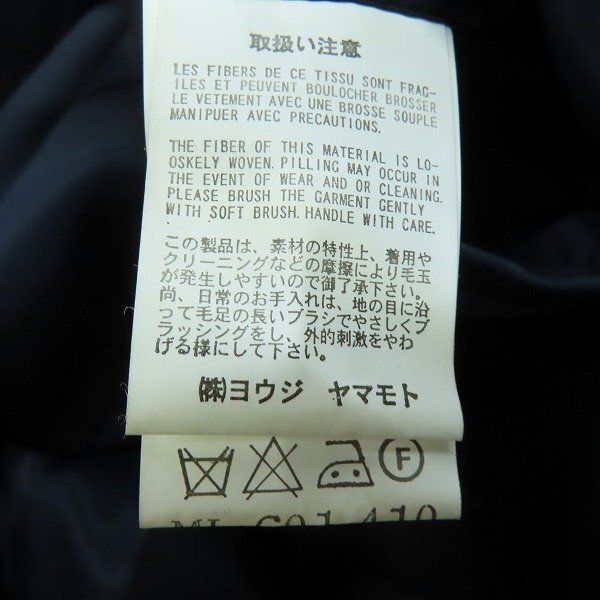 取扱い注意
LES FIBERS DE CE TISSU SONT FRAG-
ILES ET PEUVENT BOULOCHER BROSSER
LE VETEMENT AVEC UNE BROSSE SOUPLE
MANIPUER AVEC PRECAUTIONS.
THE FIBER OF THIS MATERIAL IS LO-
OSKELY WOVEN. PILLING MAY OCCUR IN
THE EVENT OF WEAR AND OR CLEANING.
PLEASE BRUSH THE GARMENT GENTLY
WITH SOFT BRUSH. HANDLE WITH CARE.
この製品は、素材の特性上、着用や
クリーニングなどの摩擦により毛玉
が発生しやすいので御了承下さい。
尚、日常のお手入れは、地の目に沿
って毛足の長いブラシでやさしくブ
ラッシングをし、外的刺激をやわ
げる様にして下さい。
㈱ヨウジ ヤマモト
F